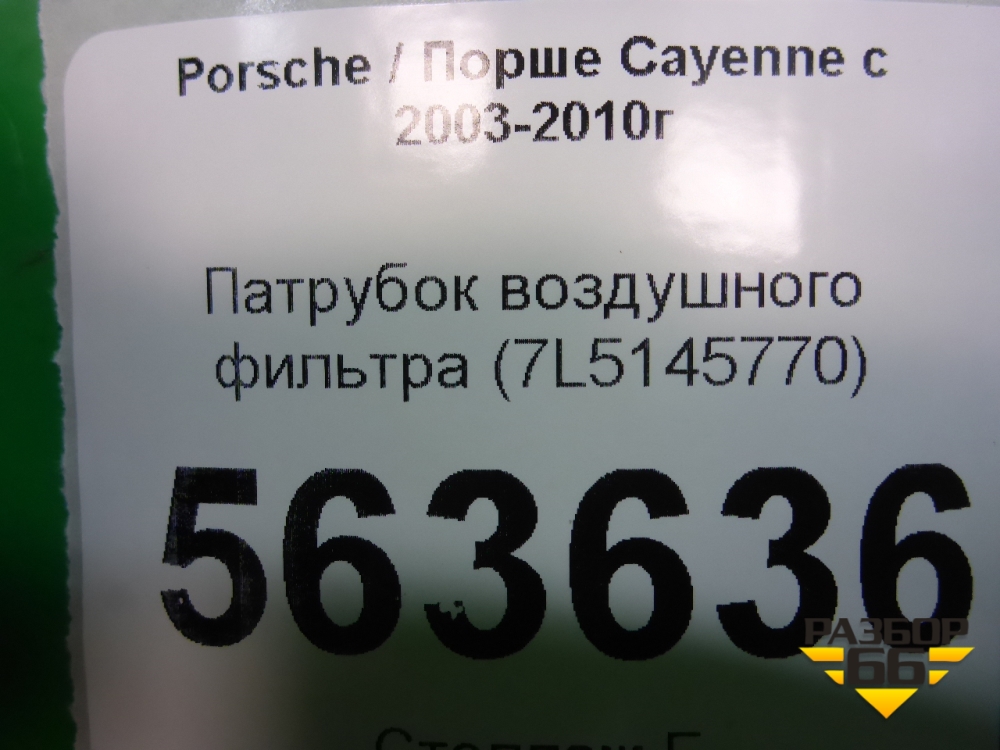 Porsche / Порше Cayenne с
2003-2010г
Патрубок воздушного
фильтра (7L5145770)
563636
РАЗБОР
66